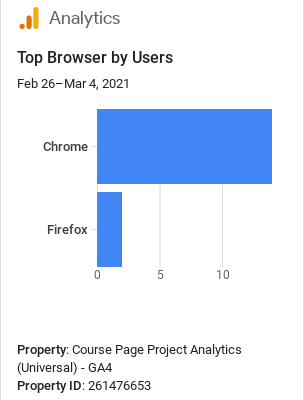 Analytics
Top Browser by Users
Feb 26–Mar 4, 2021
Chrome
Firefox
0 5 10
Property: Course Page Project Analytics
(Universal) - GA4
Property ID: 261476653